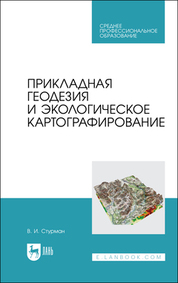 СРЕДНЕЕ
ПРОФЕССИОНАЛЬНОЕ
ОБРАЗОВАНИЕ
ПРИКЛАДНАЯ
ГЕОДЕЗИЯ
И ЭКОЛОГИЧЕСКОЕ
КАРТОГРАФИРОВАНИЕ
В. И. Стурман
ЛАНЬ
E.LANBOOK.COM